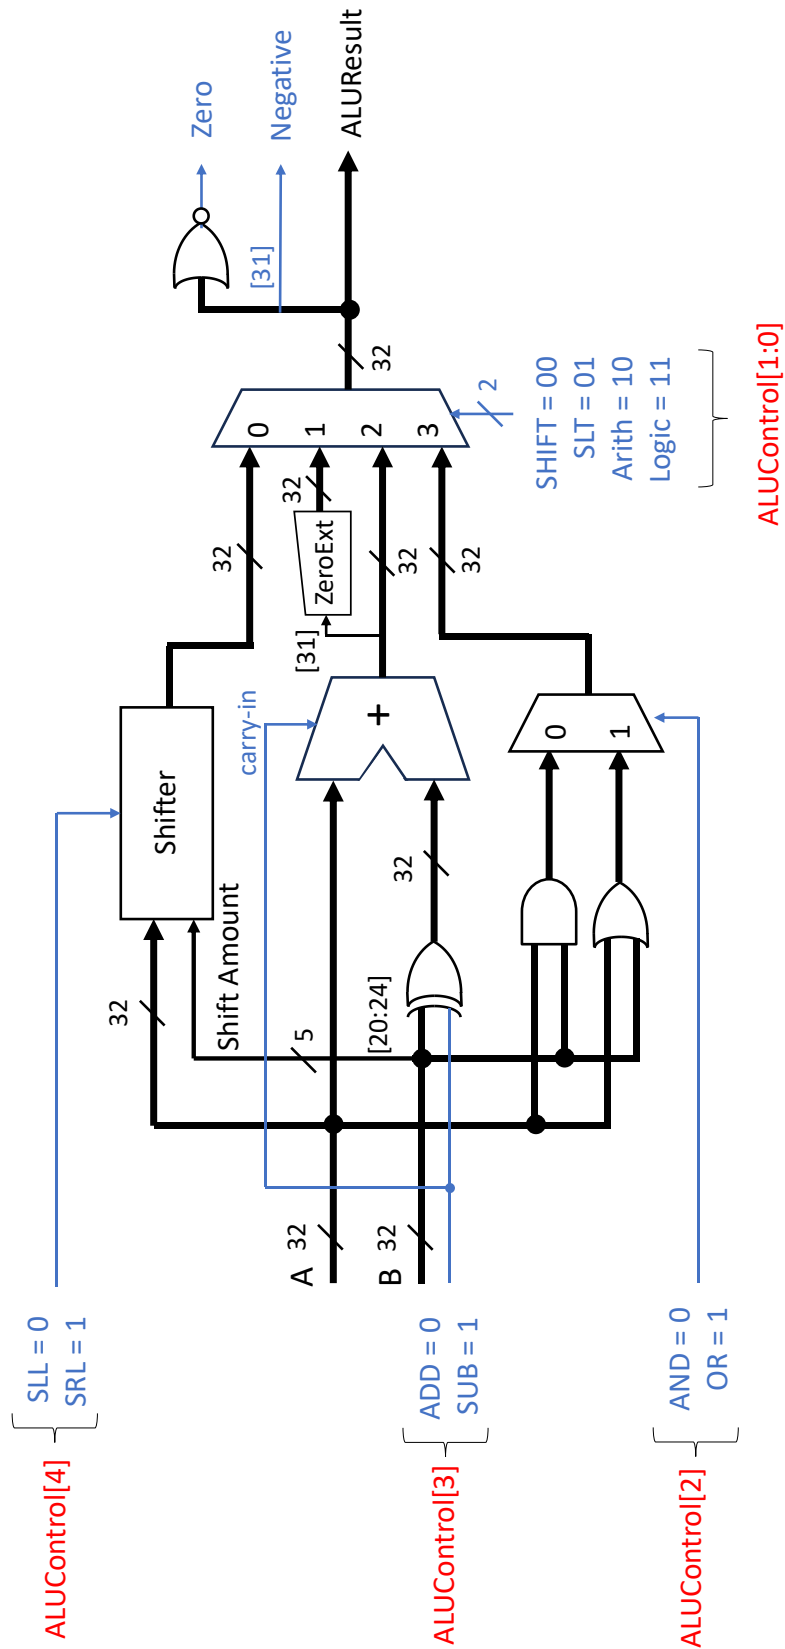 ALUControl[4]
SLL = 0
SRL = 1
32
Shift Amount
Shifter
32
5
carry-in
A
32
B
32
[20:24]
32
+
[31]
ZeroExt
32
32
32
ALUControl[3]
ADD = 0
SUB = 1
ALUControl[2]
AND = 0
OR = 1
0
1
0
1
2
3
2
SHIFT = 00
SLT = 01
Arith = 10
Logic = 11
ALUControl[1:0]
32
[31]
Zero
Negative
ALUResult